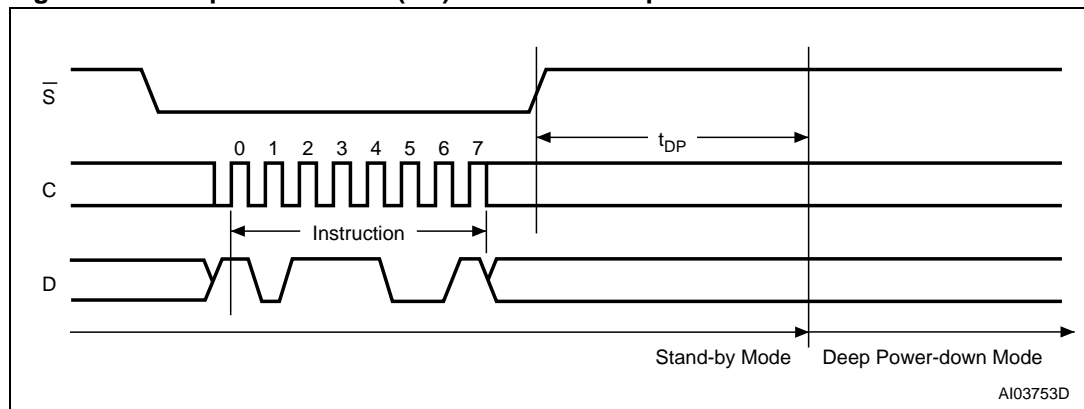 S
tDP
0 1 2 3 4 5 6 7
C
Instruction
D
Stand-by Mode
Deep Power-down Mode
AI03753D